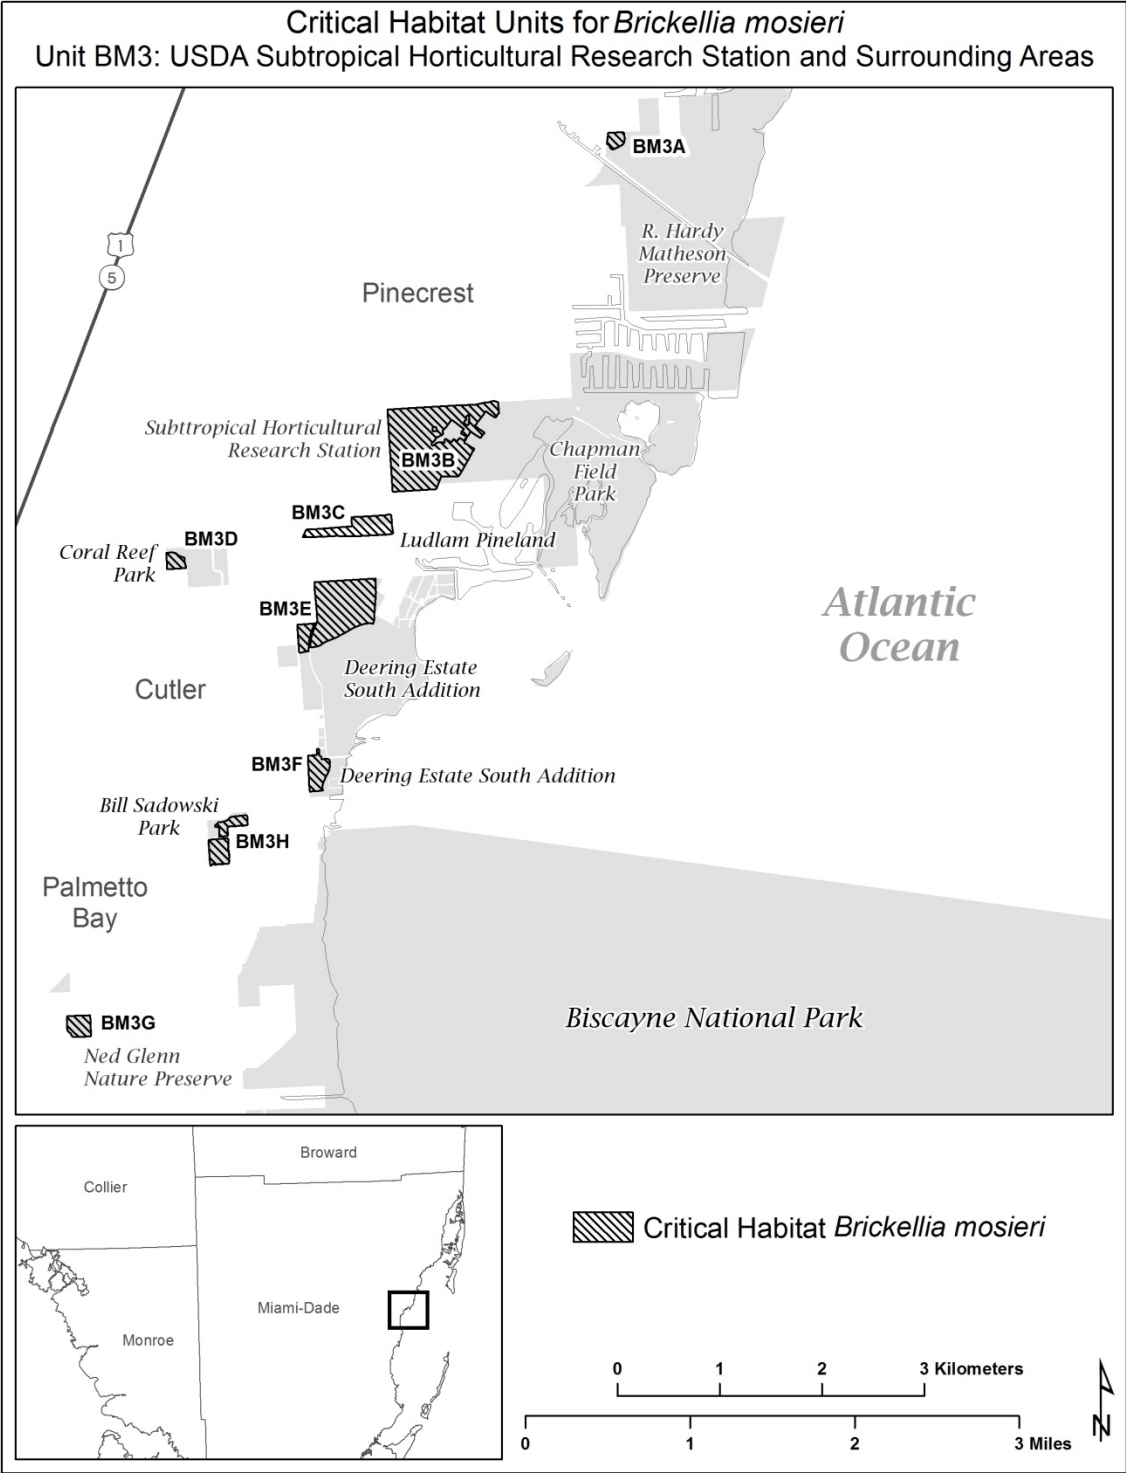 Critical Habitat Units for Brickellia mosieri
Unit BM3: USDA Subtropical Horticultural Research Station and Surrounding Areas
BM3A
R. Hardy
Matheson
Preserve
1
5
Pinecrest
Subttropical Horticultural
Research Station
BM3B
Chapman
Field
Park
BM3C
Ludlam Pineland
BM3D
Coral Reef
Park
Atlantic
Ocean
BM3E
Deering Estate
South Addition
Cutler
BM3F
Deering Estate South Addition
Bill Sadowski
Park
BM3H
Palmetto
Bay
Biscayne National Park
BM3G
Ned Glenn
Nature Preserve
Broward
Collier
Miami-Dade
Monroe
Critical Habitat Brickellia mosieri
0 1 2 3 Kilometers
0 1 2 3 Miles
N